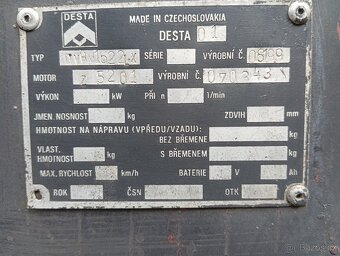 DESTA
MADE IN CZECHOSLOVAKIA
DESTA 01
TYP SÉRIE VÝROBNÍ Č.
MOTOR Z 5201 VÝROBNÍ Č.
VÝKON kW PŘI n l/min
JMEN. NOSNOST kg ZDVIH mm
HMOTNOST NA NÁPRAVU (VPŘEDU/VZADU):
BEZ BŘEMENE kg
VLAST. HMOTNOST kg S BŘEMENEM kg
MAX. RYCHLOST km/h BATERIE V Ah
ROK ČSN OTK